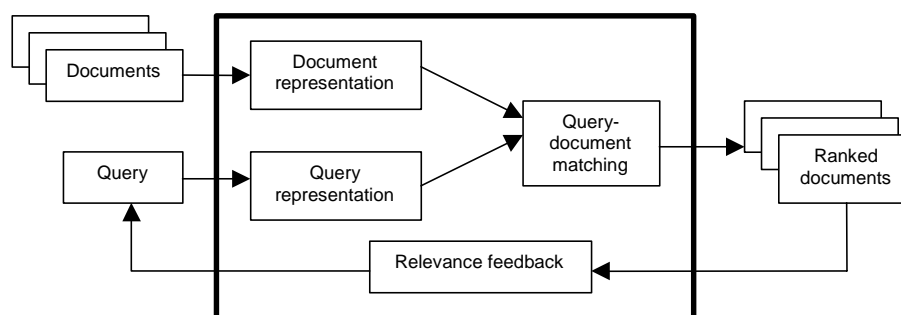 Documents
Document
representation
Query-
document
matching
Ranked
documents
Query
Query
representation
Relevance feedback